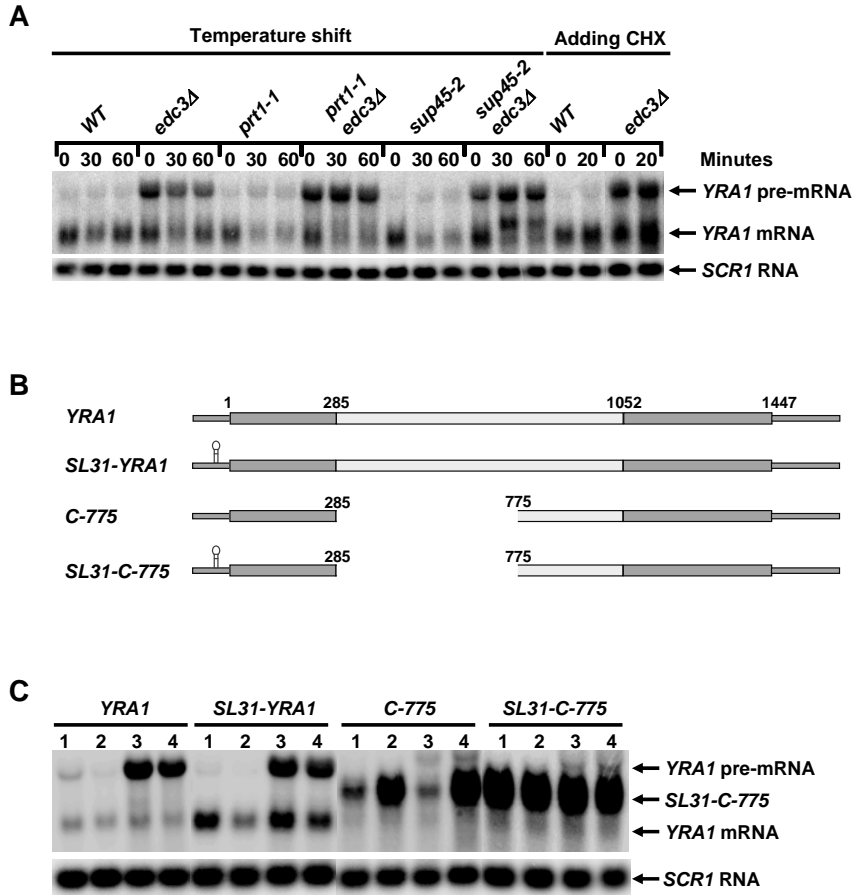 A
Temperature shift
Adding CHX
WT
edc3Δ
prt1-1
prt1-1
edc3Δ
sup45-2
sup45-2
edc3Δ
WT
edc3Δ
0 30 60 0 30 60 0 30 60 0 30 60 0 30 60 0 30 60 0 20 0 20 Minutes
YRA1 pre-mRNA
YRA1 mRNA
SCR1 RNA
B
1 285 1052 1447
YRA1
SL31-YRA1
285 775
C-775
285 775
SL31-C-775
C
YRA1 SL31-YRA1 C-775 SL31-C-775
1 2 3 4 1 2 3 4 1 2 3 4 1 2 3 4
YRA1 pre-mRNA
SL31-C-775
YRA1 mRNA
SCR1 RNA